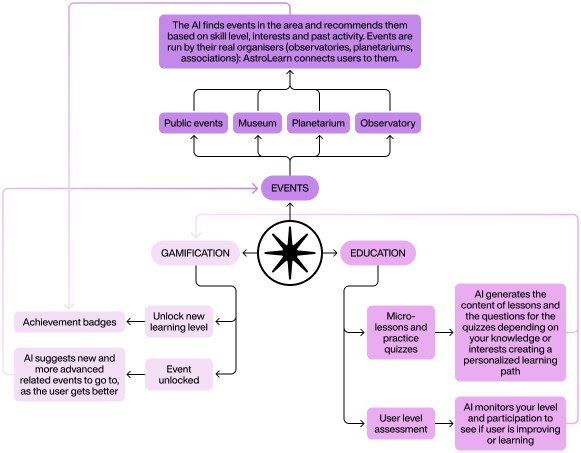 The AI finds events in the area and recommends them
based on skill level, interests and past activity. Events are
run by their real organisers (observatories, planetariums,
associations): AstroLearn connects users to them.
Public events
Museum
Planetarium
Observatory
EVENTS
GAMIFICATION
EDUCATION
Achievement badges
Unlock new
learning level
AI suggests new and
more advanced
related events to go to,
as the user gets better
Event
unlocked
Micro-
lessons and
practice
quizzes
AI generates the
content of lessons and
the questions for the
quizzes depending on
your knowledge or
interests creating a
personalized learning
path
User level
assessment
AI monitors your level
and participation to
see if user is improving
or learning